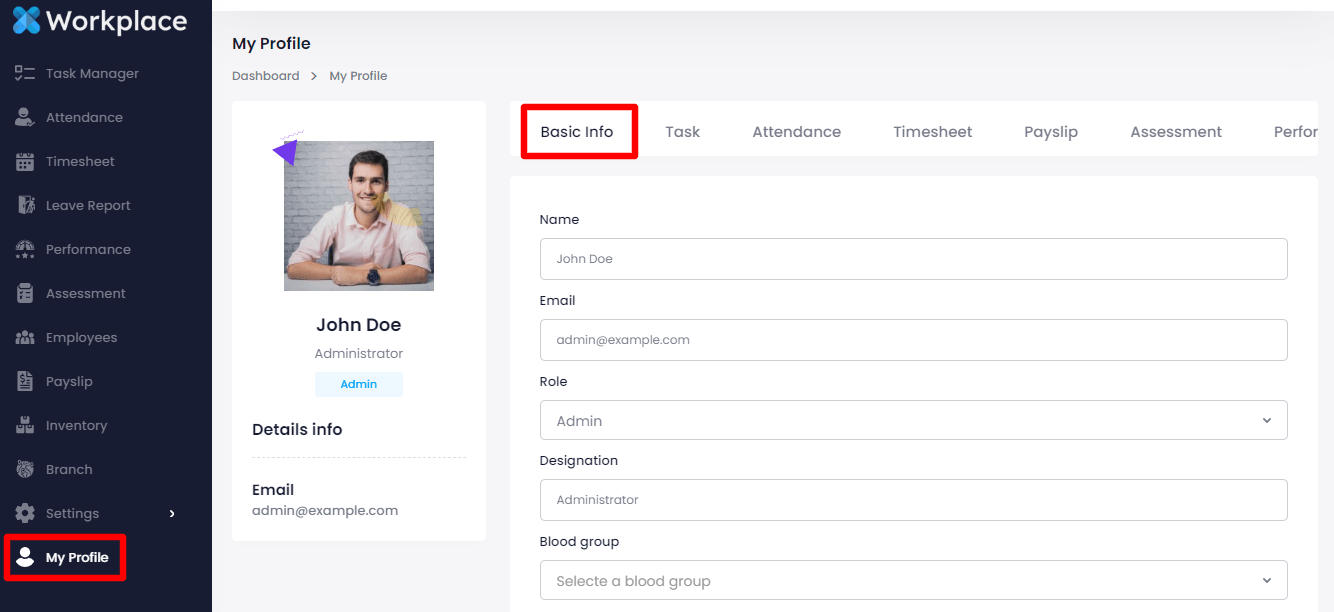 Workplace
Task Manager
Attendance
Timesheet
Leave Report
Performance
Assessment
Employees
Payslip
Inventory
Branch
Settings
My Profile
My Profile
Dashboard > My Profile
John Doe
Administrator
Admin
Details info
Email
admin@example.com
Basic Info Task Attendance Timesheet Payslip Assessment Perfor
Name
John Doe
Email
admin@example.com
Role
Admin
Designation
Administrator
Blood group
Selecte a blood group